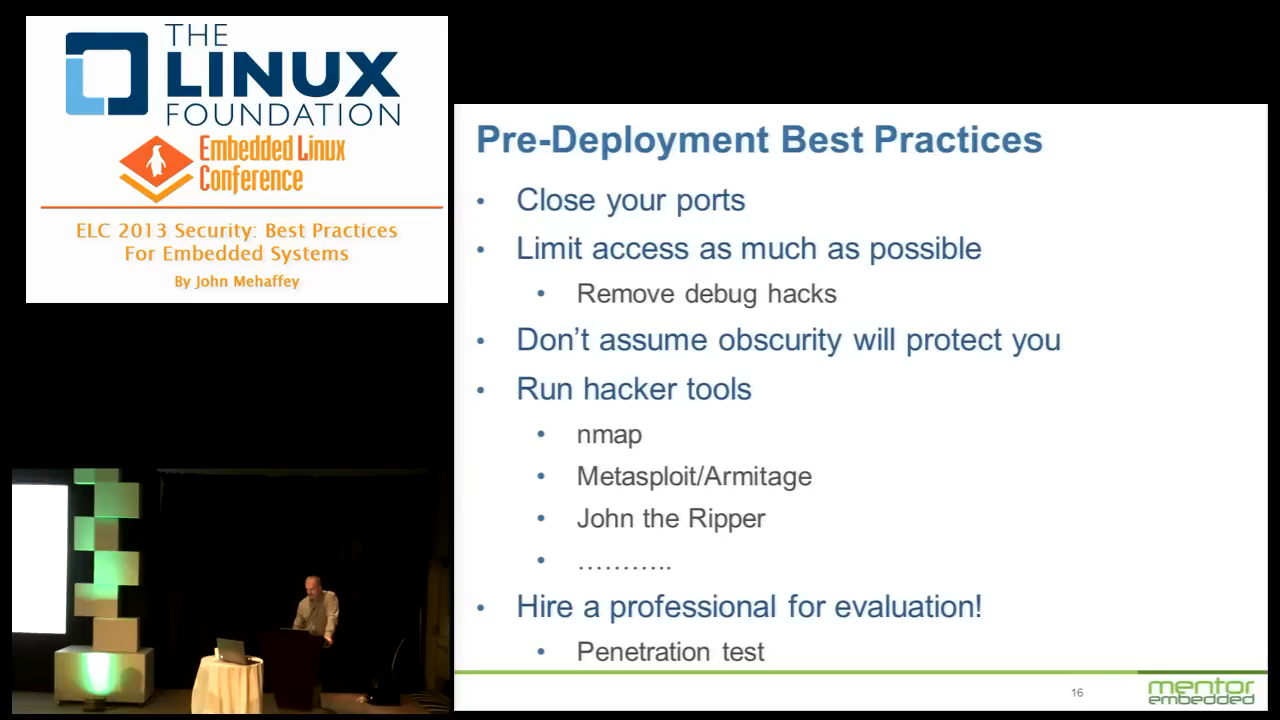 THE
LINUX
FOUNDATION
Embedded Linux
Conference
ELC 2013 Security: Best Practices
For Embedded Systems
By John Mehaffey
Pre-Deployment Best Practices
• Close your ports
• Limit access as much as possible
• Remove debug hacks
• Don’t assume obscurity will protect you
• Run hacker tools
• nmap
• Metasploit/Armitage
• John the Ripper
• ………..
• Hire a professional for evaluation!
• Penetration test
16
mentor
embedded